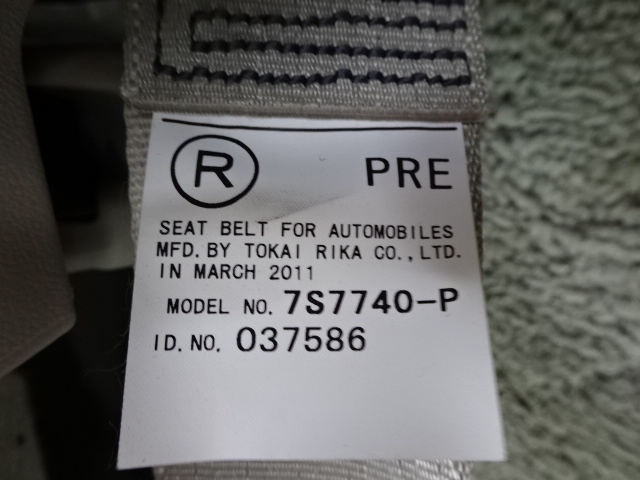 R PRE
SEAT BELT FOR AUTOMOBILES
MFD. BY TOKAI RIKA CO., LTD.
IN MARCH 2011
MODEL NO. 7S7740-P
ID. NO. 037586